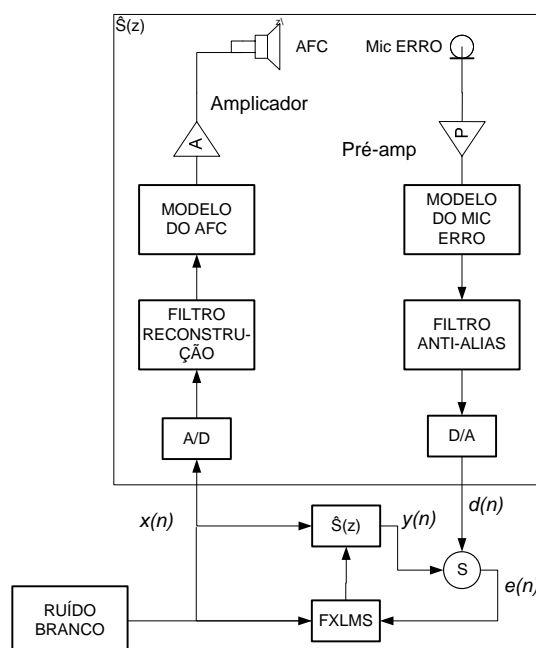 Ŝ(z)
z\
AFC
Mic ERRO
Amplicador
A
Pré-amp
P
MODELO
DO AFC
MODELO
DO MIC
ERRO
FILTRO
RECONSTRU-
ÇÃO
FILTRO
ANTI-ALIAS
A/D
D/A
x(n)
Ŝ(z)
y(n)
d(n)
S
e(n)
RUÍDO
BRANCO
FXLMS